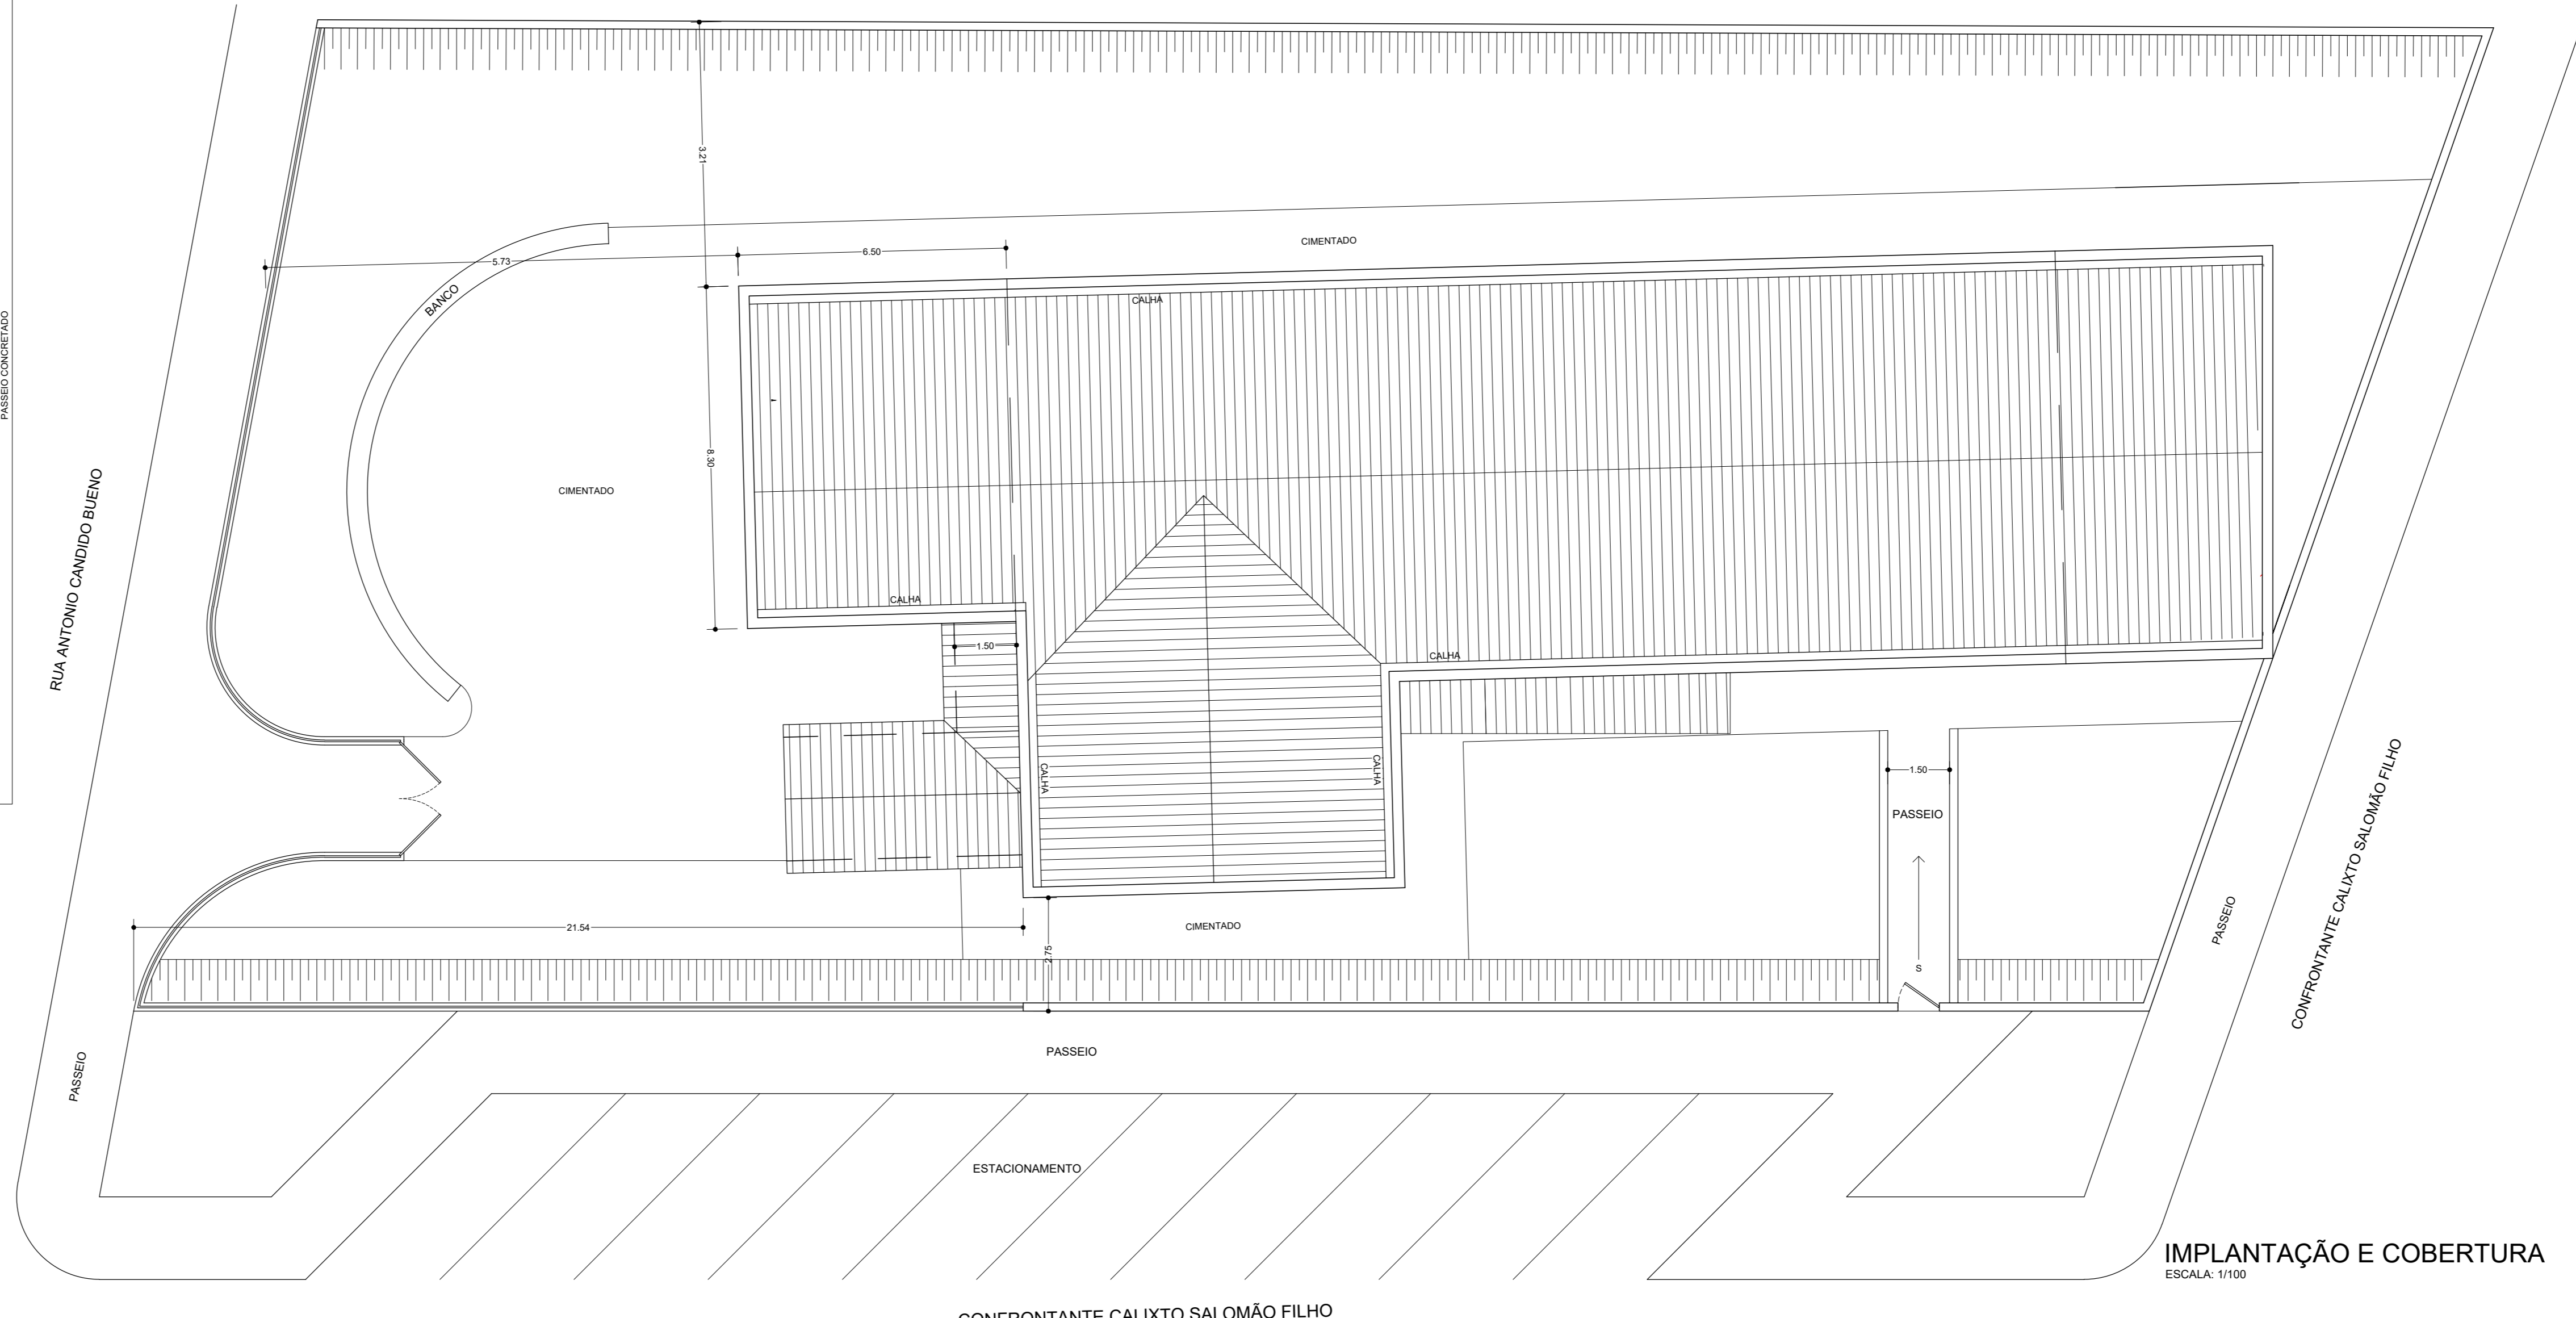 3.21
CIMENTADO
6.50
5.73
BANCO
CALHA
PASSEIO CONCRETADO
8.30
CIMENTADO
RUA ANTONIO CANDIDO BUENO
CALHA
1.50
CALHA
CALHA
CALHA
1.50
PASSEIO
CONFRONTANTE CALIXTO SALOMÃO FILHO
21.54
CIMENTADO
2.75
PASSEIO
S
PASSEIO
PASSEIO
ESTACIONAMENTO
IMPLANTAÇÃO E COBERTURA
ESCALA: 1/100
CONFRONTANTE CALIXTO SALOMÃO FILHO